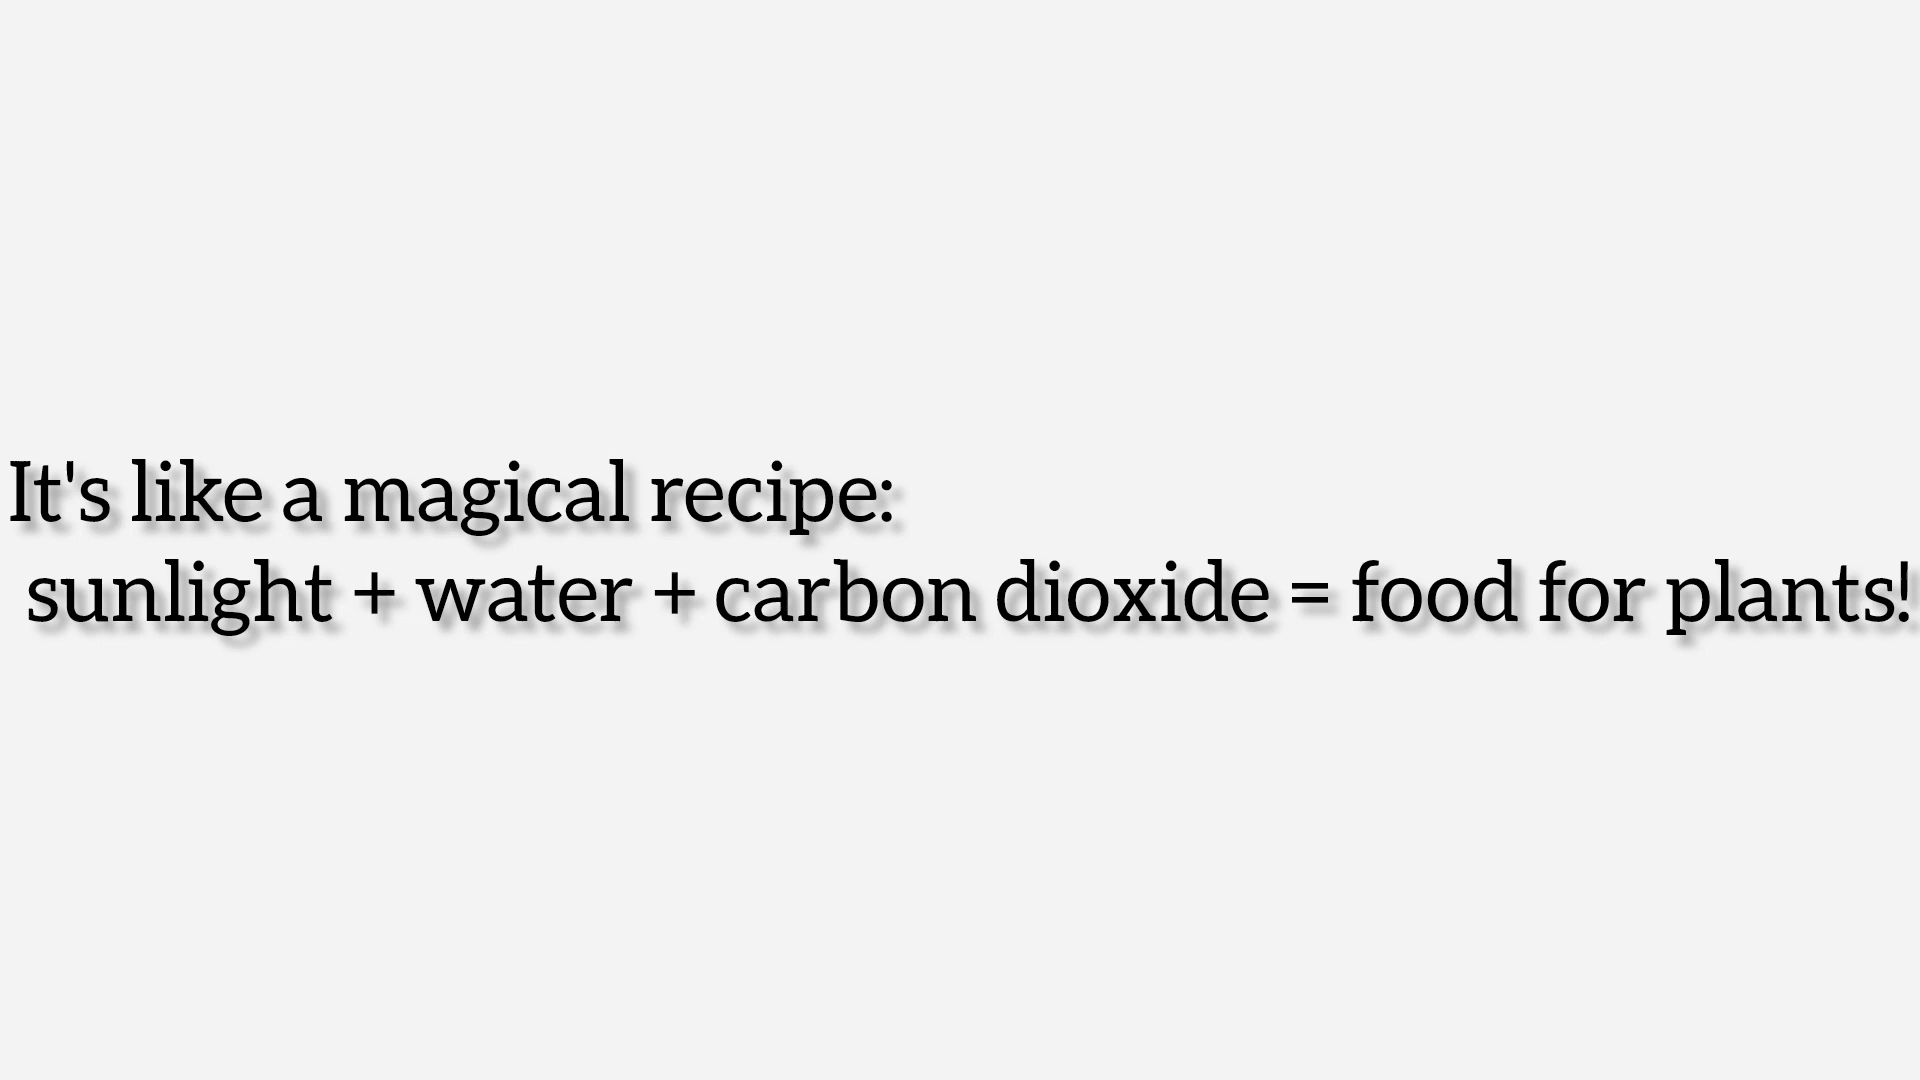 It's like a magical recipe:
sunlight + water + carbon dioxide = food for plants!